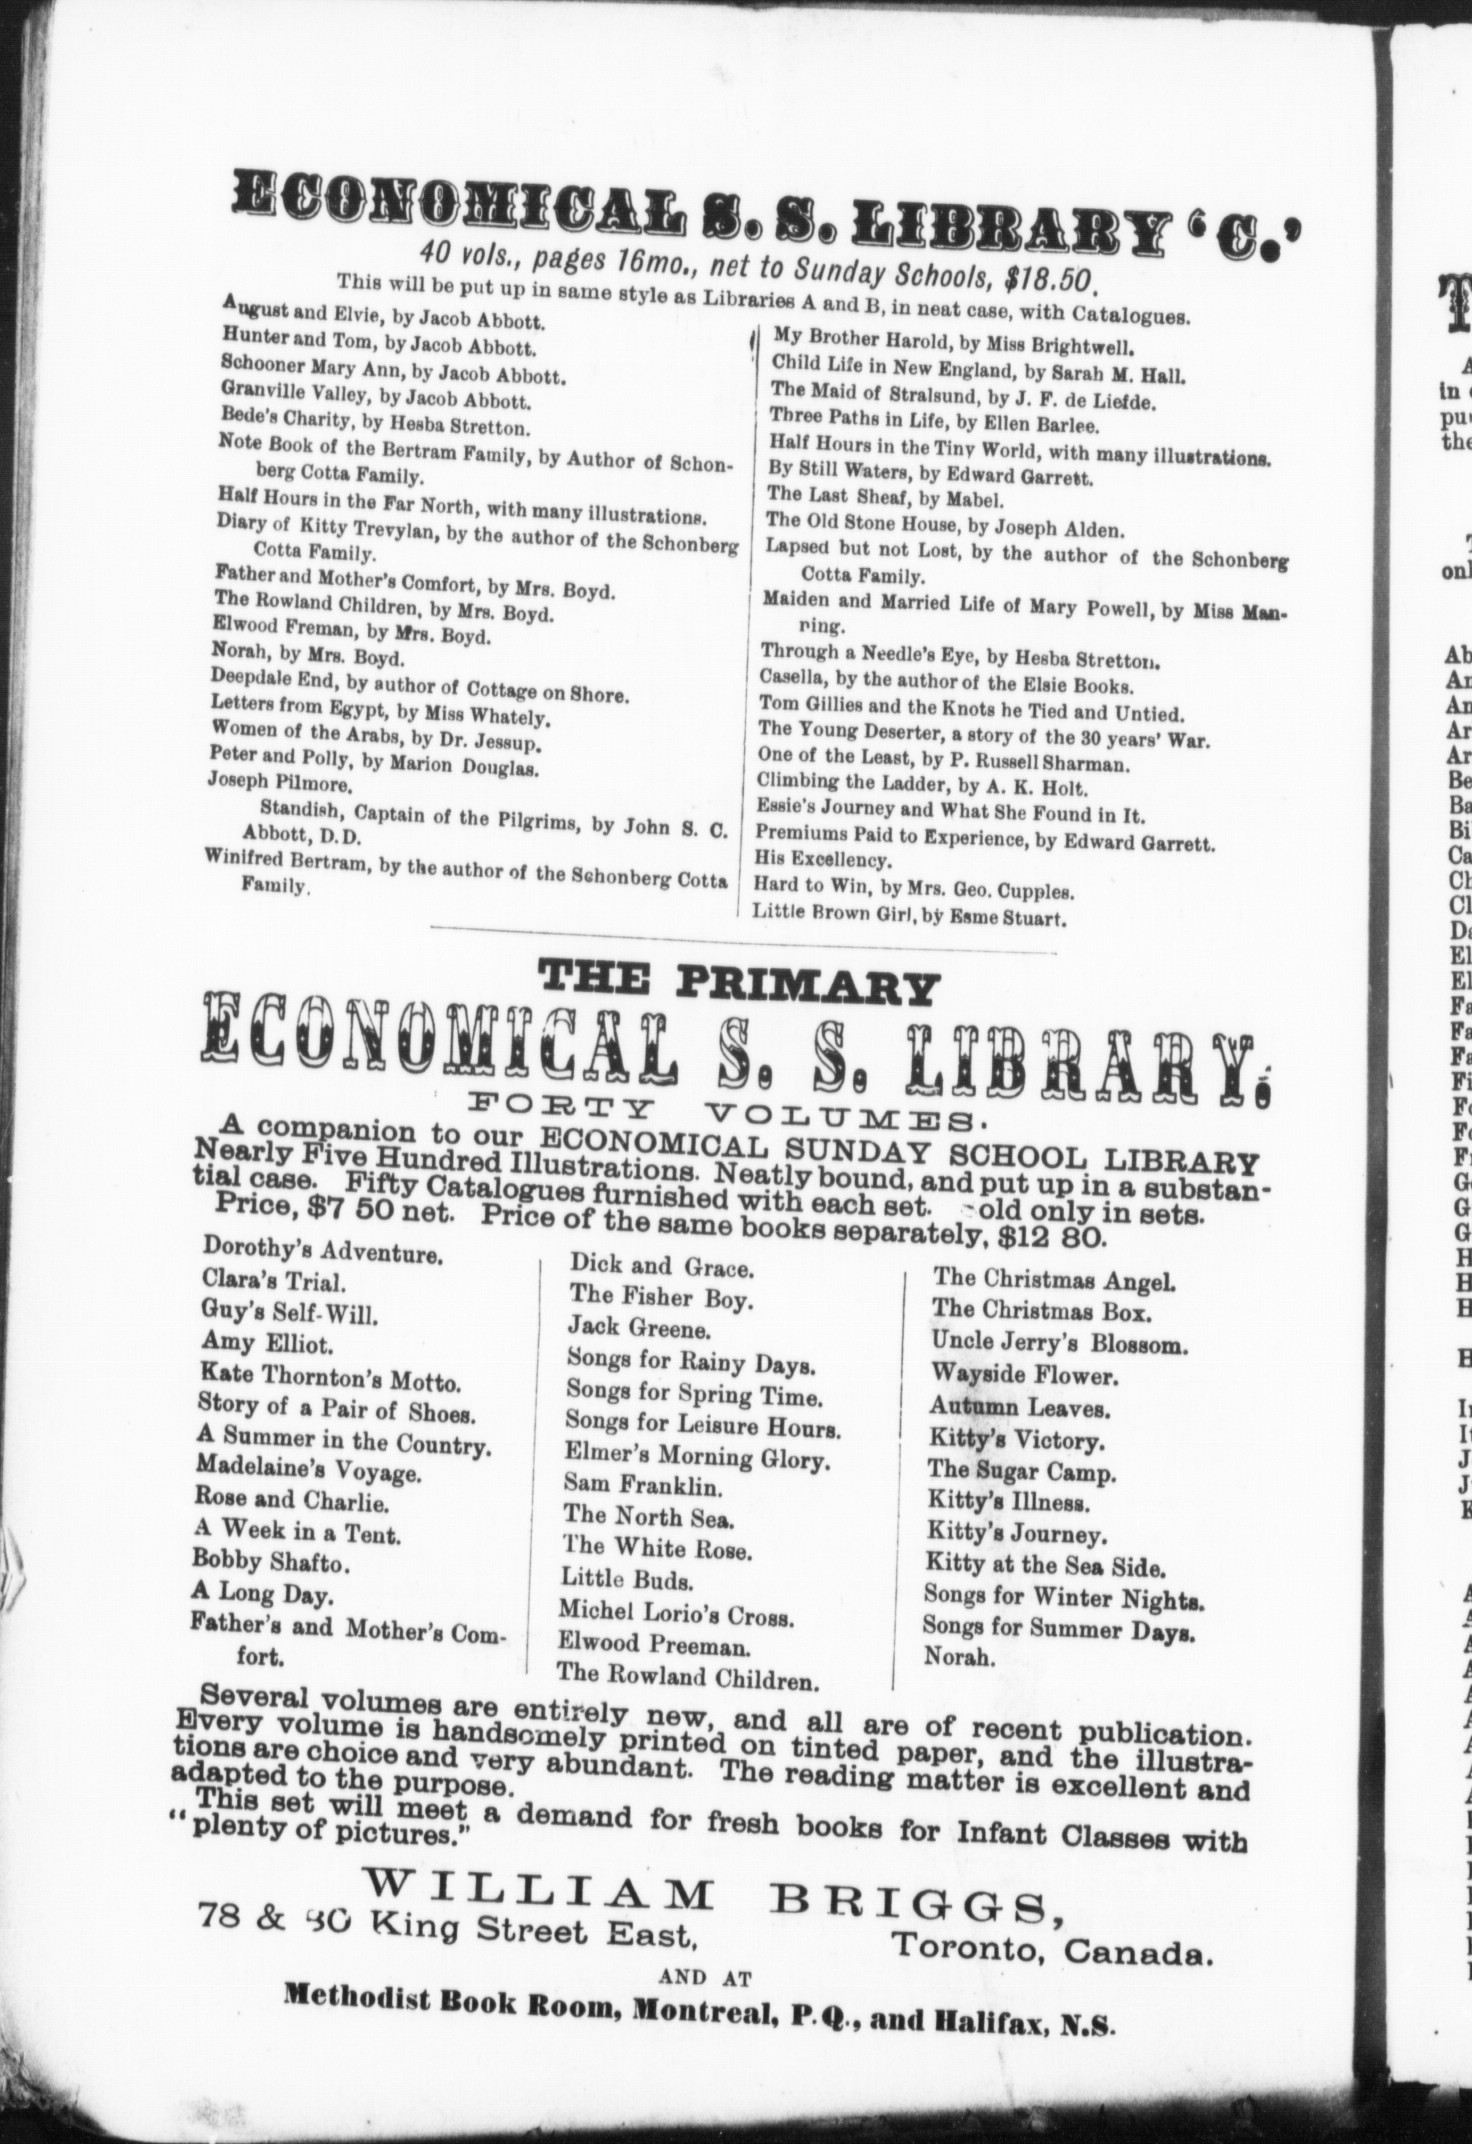 ECONOMICAL S. S. LIBRARY ‘C.’
40 vols., pages 16mo., net to Sunday Schools, $18.50.
This will be put up in same style as Libraries A and B, in neat case, with Catalogues.
August and Elvie, by Jacob Abbott.
Hunter and Tom, by Jacob Abbott.
Schooner Mary Ann, by Jacob Abbott.
Granville Valley, by Jacob Abbott.
Bede's Charity, by Hesba Stretton.
Note Book of the Bertram Family, by Author of Schon-
berg Cotta Family.
Half Hours in the Far North, with many illustrations.
Diary of Kitty Trevylan, by the author of the Schonberg
Cotta Family.
Father and Mother's Comfort, by Mrs. Boyd.
The Rowland Children, by Mrs. Boyd.
Elwood Freman, by Mrs. Boyd.
Norah, by Mrs. Boyd.
Deepdale End, by author of Cottage on Shore.
Letters from Egypt, by Miss Whately.
Women of the Arabs, by Dr. Jessup.
Peter and Polly, by Marion Douglas.
Joseph Pilmore.
Standish, Captain of the Pilgrims, by John S. C.
Abbott, D.D.
Winifred Bertram, by the author of the Schonberg Cotta
Family.
My Brother Harold, by Miss Brightwell.
Child Life in New England, by Sarah M. Hall.
The Maid of Stralsund, by J. F. de Liefde.
Three Paths in Life, by Ellen Barlee.
Half Hours in the Tiny World, with many illustrations.
By Still Waters, by Edward Garrett.
The Last Sheaf, by Mabel.
The Old Stone House, by Joseph Alden.
Lapsed but not Lost, by the author of the Schonberg
Cotta Family.
Maiden and Married Life of Mary Powell, by Miss Man-
ning.
Through a Needle's Eye, by Hesba Stretton.
Casella, by the author of the Elsie Books.
Tom Gillies and the Knots he Tied and Untied.
The Young Deserter, a story of the 30 years' War.
One of the Least, by P. Russell Sharman.
Climbing the Ladder, by A. K. Holt.
Essie's Journey and What She Found in It.
Premiums Paid to Experience, by Edward Garrett.
His Excellency.
Hard to Win, by Mrs. Geo. Cupples.
Little Brown Girl, by Esme Stuart.
THE PRIMARY
ECONOMICAL S. S. LIBRARY.
FORTY VOLUMES.
A companion to our ECONOMICAL SUNDAY SCHOOL LIBRARY
Nearly Five Hundred Illustrations. Neatly bound, and put up in a substan-
tial case. Fifty Catalogues furnished with each set. old only in sets.
Price, $7 50 net. Price of the same books separately, $12 80.
Dorothy's Adventure.
Clara's Trial.
Guy's Self-Will.
Amy Elliot.
Kate Thornton's Motto.
Story of a Pair of Shoes.
A Summer in the Country.
Madelaine's Voyage.
Rose and Charlie.
A Week in a Tent.
Bobby Shafto.
A Long Day.
Father's and Mother's Com-
fort.
Dick and Grace.
The Fisher Boy.
Jack Greene.
Songs for Rainy Days.
Songs for Spring Time.
Songs for Leisure Hours.
Elmer's Morning Glory.
Sam Franklin.
The North Sea.
The White Rose.
Little Buds.
Michel Lorio's Cross.
Elwood Preeman.
The Rowland Children.
The Christmas Angel.
The Christmas Box.
Uncle Jerry's Blossom.
Wayside Flower.
Autumn Leaves.
Kitty's Victory.
The Sugar Camp.
Kitty's Illness.
Kitty's Journey.
Kitty at the Sea Side.
Songs for Winter Nights.
Songs for Summer Days.
Norah.
Several volumes are entirely new, and all are of recent publication.
Every volume is handsomely printed on tinted paper, and the illustra-
tions are choice and very abundant. The reading matter is excellent and
adapted to the purpose.
This set will meet a demand for fresh books for Infant Classes with
"plenty of pictures."
WILLIAM BRIGGS,
78 & 80 King Street East,
Toronto, Canada.
AND AT
Methodist Book Room, Montreal, P.Q., and Halifax, N.S.